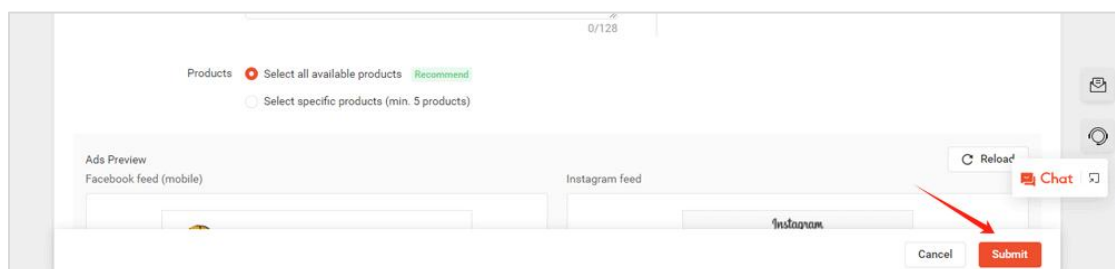 0/128
Products Select all available products Recommend
Select specific products (min. 5 products)
Ads Preview
Reload
Facebook feed (mobile)
Instagram feed
Chat
Instagram
Cancel Submit